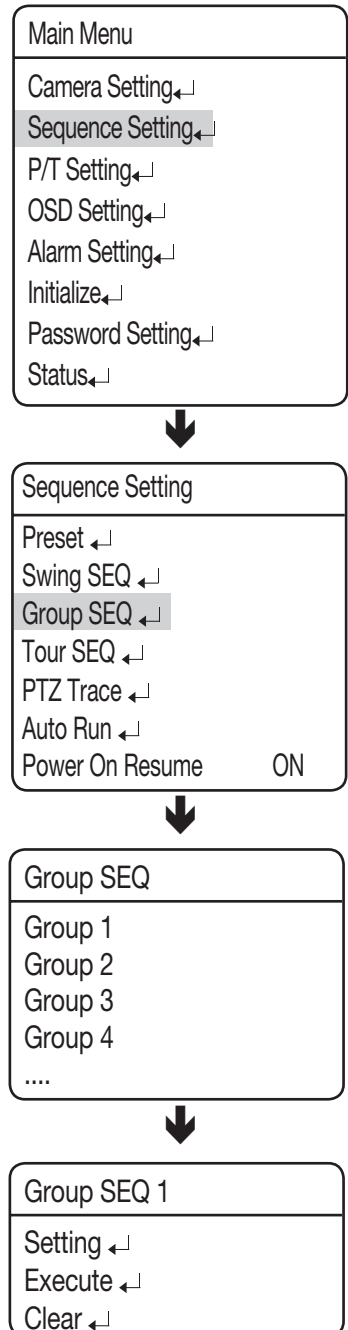 Main Menu
Camera Setting↵
Sequence Setting↵
P/T Setting↵
OSD Setting↵
Alarm Setting↵
Initialize↵
Password Setting↵
Status↵
Sequence Setting
Preset ↵
Swing SEQ ↵
Group SEQ ↵
Tour SEQ ↵
PTZ Trace ↵
Auto Run ↵
Power On Resume ON
Group SEQ
Group 1
Group 2
Group 3
Group 4
....
Group SEQ 1
Setting ↵
Execute ↵
Clear ↵